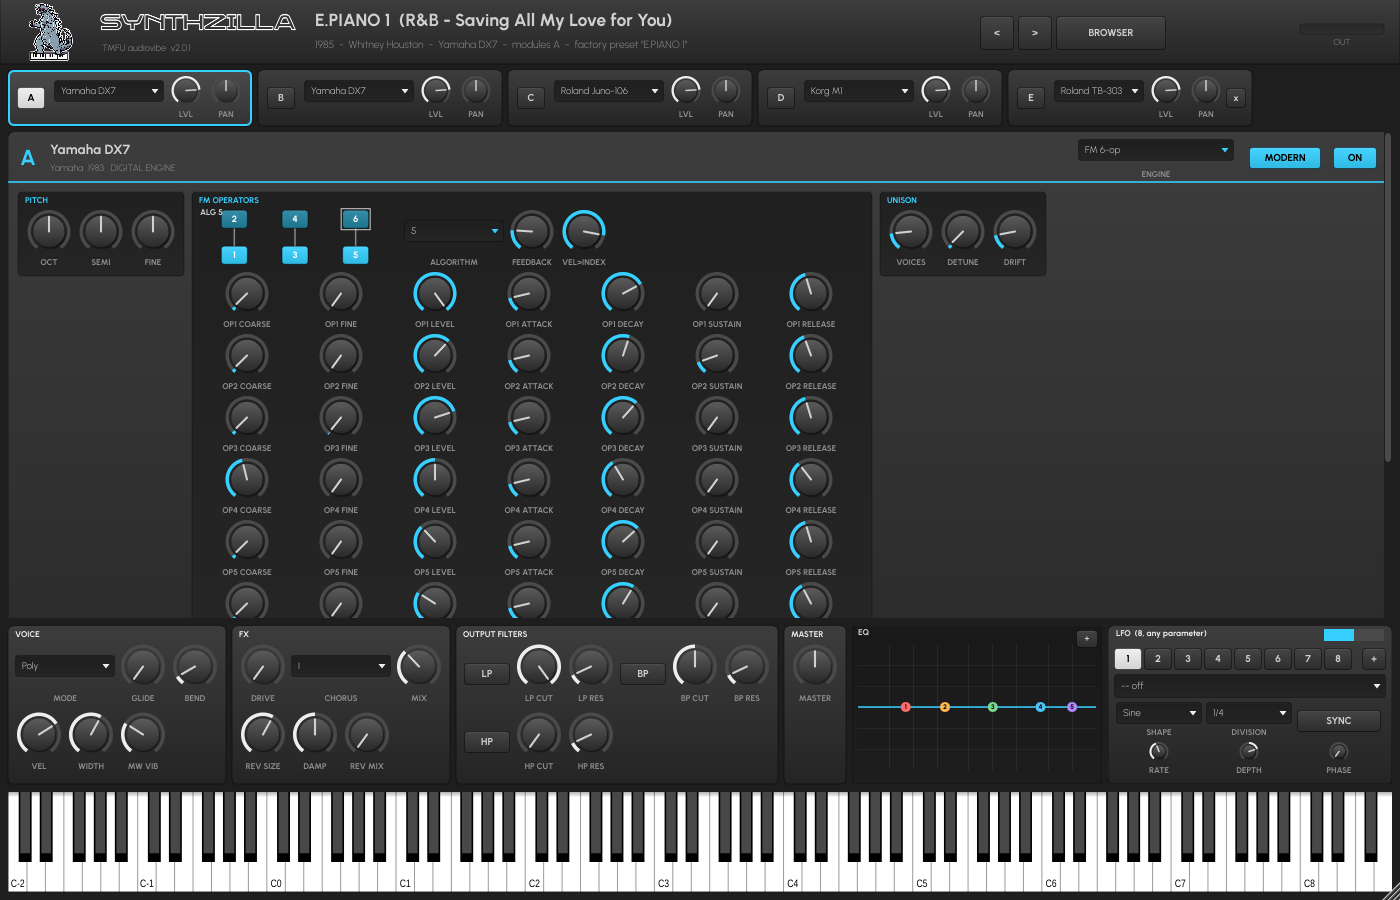 SYNTHZILLA
TMFU audiovibe v2.0.1
E.PIANO 1 (R&B - Saving All My Love for You)
1985 - Whitney Houston - Yamaha DX7 - modules A - factory preset "E.PIANO 1"
< > BROWSER
OUT
A Yamaha DX7 LVL PAN
B Yamaha DX7 LVL PAN
C Roland Juno-106 LVL PAN
D Korg M1 LVL PAN
E Roland TB-303 LVL PAN x
A Yamaha DX7
Yamaha 1983 DIGITAL ENGINE
FM 6-op
ENGINE
MODERN ON
PITCH
OCT SEMI FINE
FM OPERATORS
ALG 5
2 4 6
1 3 5
5
ALGORITHM FEEDBACK VEL>INDEX
OP1 COARSE OP1 FINE OP1 LEVEL OP1 ATTACK OP1 DECAY OP1 SUSTAIN OP1 RELEASE
OP2 COARSE OP2 FINE OP2 LEVEL OP2 ATTACK OP2 DECAY OP2 SUSTAIN OP2 RELEASE
OP3 COARSE OP3 FINE OP3 LEVEL OP3 ATTACK OP3 DECAY OP3 SUSTAIN OP3 RELEASE
OP4 COARSE OP4 FINE OP4 LEVEL OP4 ATTACK OP4 DECAY OP4 SUSTAIN OP4 RELEASE
OP5 COARSE OP5 FINE OP5 LEVEL OP5 ATTACK OP5 DECAY OP5 SUSTAIN OP5 RELEASE
UNISON
VOICES DETUNE DRIFT
VOICE
Poly
MODE GLIDE BEND
VEL WIDTH MW VIB
FX
I
DRIVE CHORUS MIX
REV SIZE DAMP REV MIX
OUTPUT FILTERS
LP BP
LP CUT LP RES BP CUT BP RES
HP
HP CUT HP RES
MASTER
MASTER
EQ +
1 2 3 4 5
LFO (8, any parameter)
1 2 3 4 5 6 7 8 +
-- off
Sine 1/4 SYNC
SHAPE DIVISION
RATE DEPTH PHASE
C-2 C-1 C0 C1 C2 C3 C4 C5 C6 C7 C8